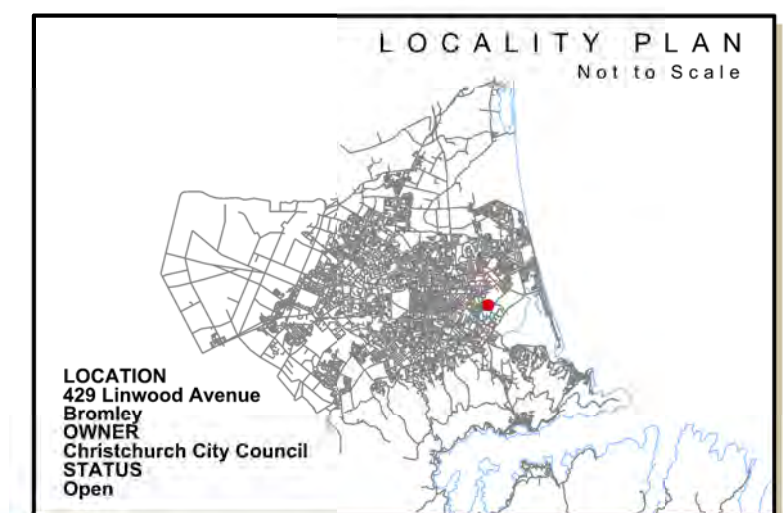 LOCALITY PLAN
Not to Scale
LOCATION
429 Linwood Avenue
Bromley
OWNER
Christchurch City Council
STATUS
Open